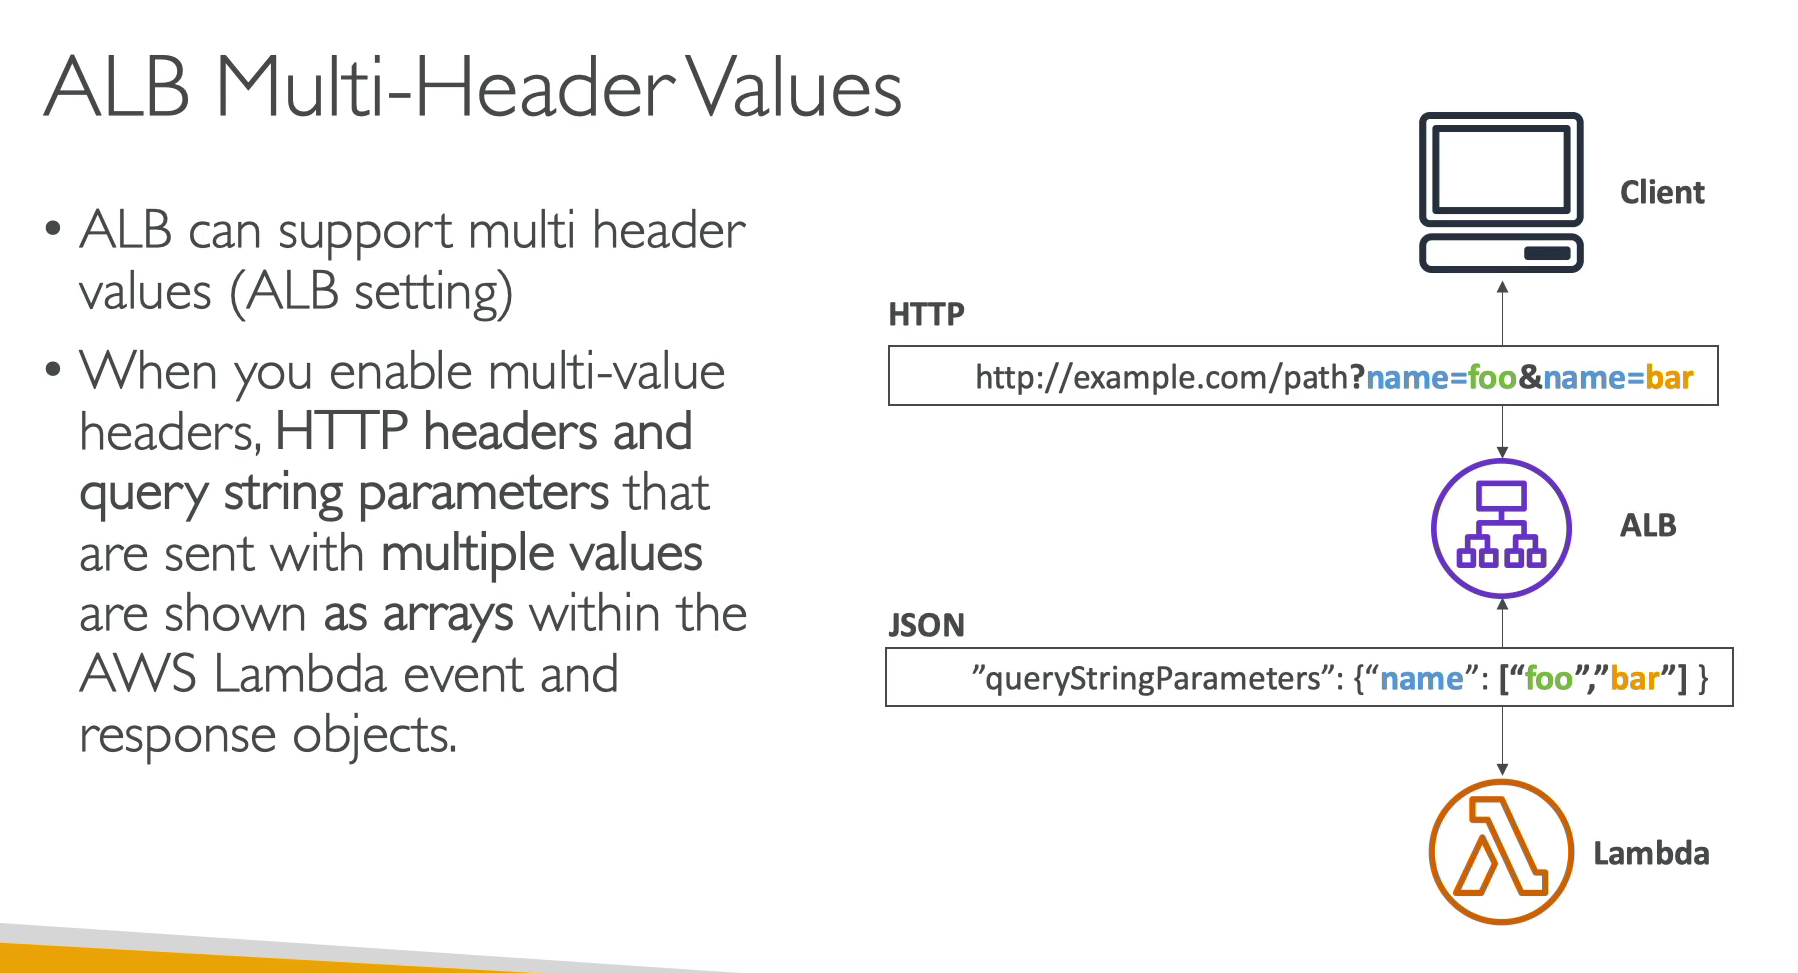 ALB Multi-Header Values
• ALB can support multi header
values (ALB setting)
• When you enable multi-value
headers, HTTP headers and
query string parameters that
are sent with multiple values
are shown as arrays within the
AWS Lambda event and
response objects.
Client
HTTP
http://example.com/path?name=foo&name=bar
ALB
JSON
”queryStringParameters”: {“name”: [“foo”,”bar”] }
Lambda